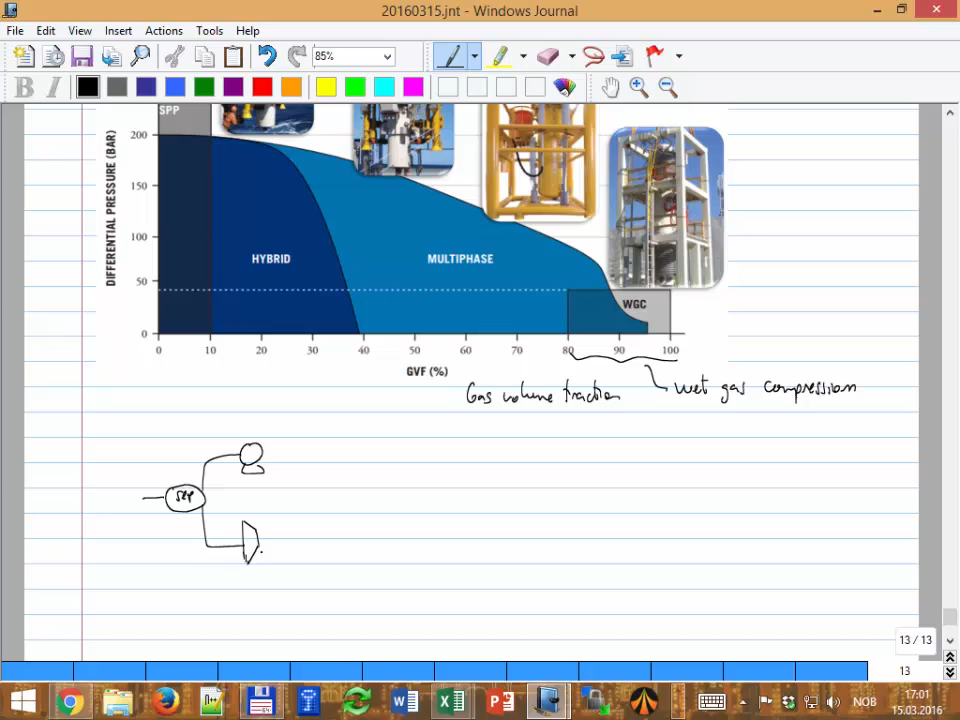 20160315.jnt - Windows Journal
File Edit View Insert Actions Tools Help
85%
B I
SPP
DIFFERENTIAL PRESSURE (BAR)
200
150
100
50
0
HYBRID
MULTIPHASE
WGC
0 10 20 30 40 50 60 70 80 90 100
GVF (%)
Gas volume fraction
wet gas compression
SEP
13 / 13
13
NOB
17:01
15.03.2016